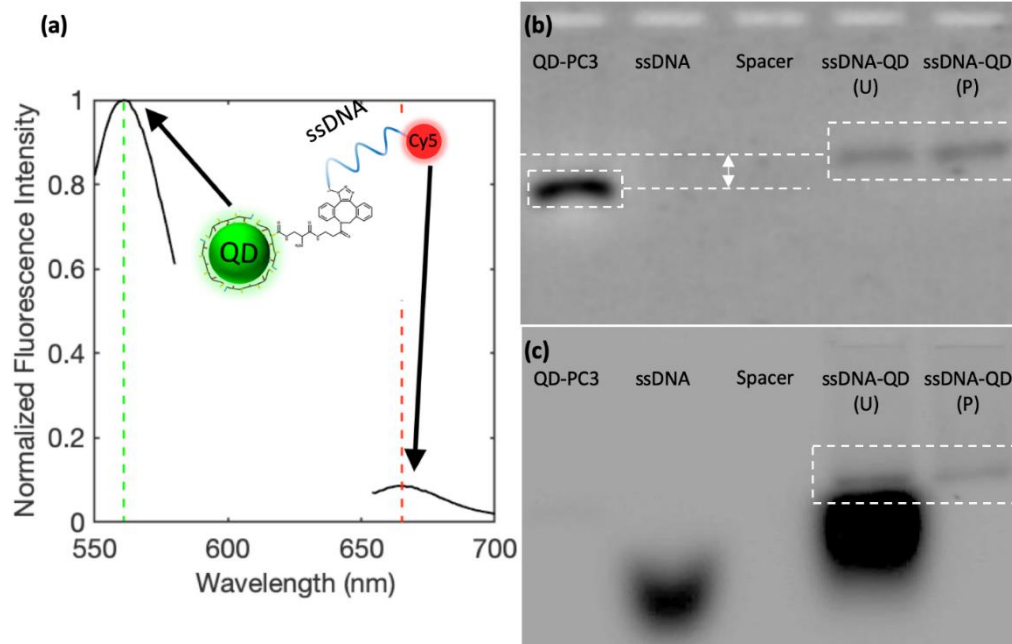 (a)
Normalized Fluorescence Intensity
1
0.8
0.6
0.4
0.2
0
550
600
650
700
Wavelength (nm)
ssDNA
Cy5
QD
(b)
QD-PC3
ssDNA
Spacer
ssDNA-QD
(U)
ssDNA-QD
(P)
(c)
QD-PC3
ssDNA
Spacer
ssDNA-QD
(U)
ssDNA-QD
(P)